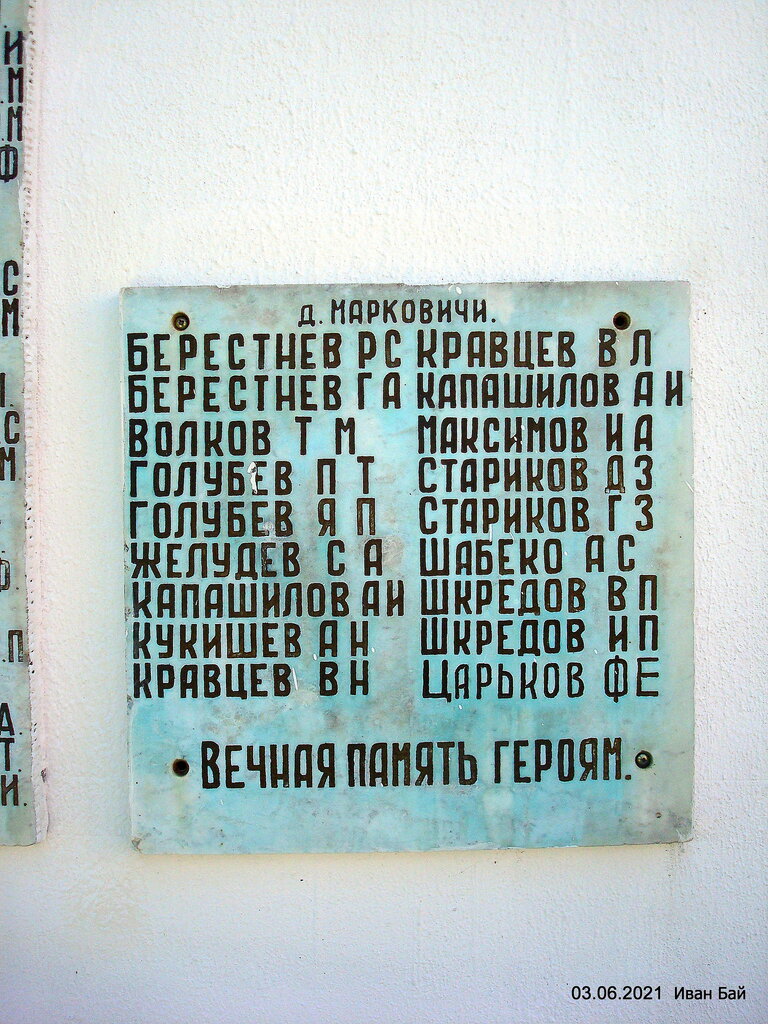 Д. МАРКОВИЧИ.
БЕРЕСТНЕВ Р С КРАВЦЕВ В Л
БЕРЕСТНЕВ Г А КАПАШИЛОВ А И
ВОЛКОВ Т М МАКСИМОВ И А
ГОЛУБЕВ П Т СТАРИКОВ Д З
ГОЛУБЕВ Я П СТАРИКОВ Г З
ЖЕЛУДЕВ С А ШАБЕКО А С
КАПАШИЛОВ А И ШКРЕДОВ В П
КУКИШЕВ А Н ШКРЕДОВ И П
КРАВЦЕВ В Н ЦАРЬКОВ Ф Е
ВЕЧНАЯ ПАМЯТЬ ГЕРОЯМ.
03.06.2021 Иван Бай